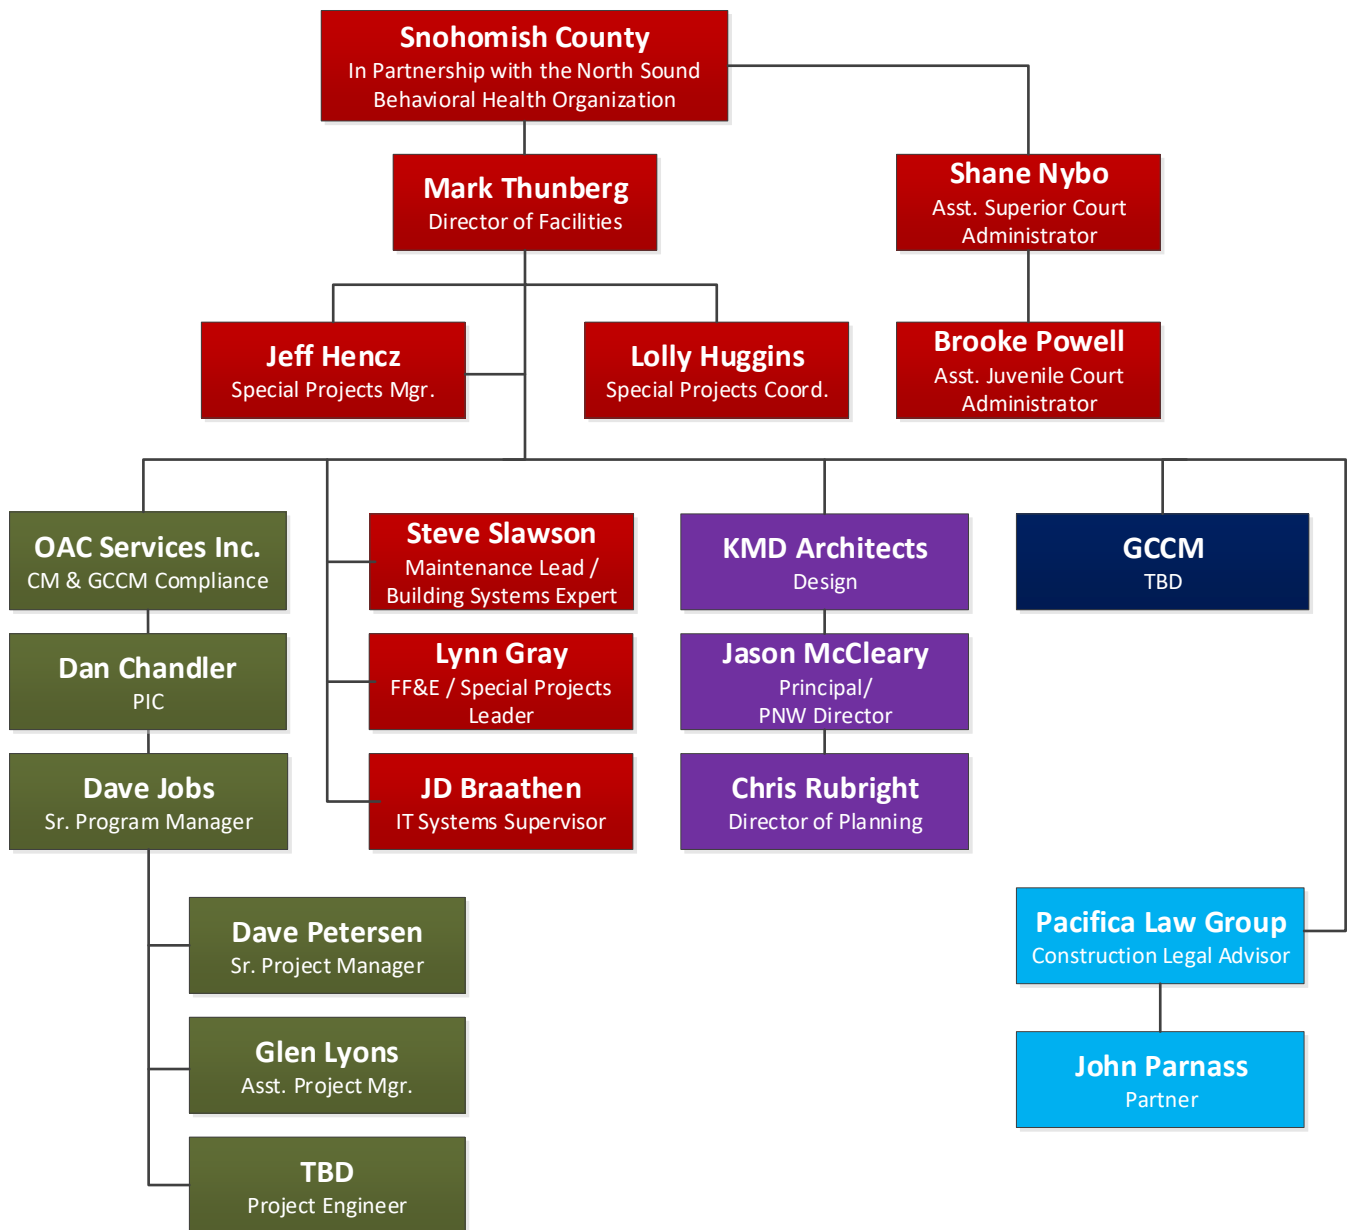 Snohomish County
In Partnership with the North Sound
Behavioral Health Organization
Mark Thunberg
Director of Facilities
Shane Nybo
Asst. Superior Court
Administrator
Jeff Hencz
Special Projects Mgr.
Lolly Huggins
Special Projects Coord.
Brooke Powell
Asst. Juvenile Court
Administrator
OAC Services Inc.
CM & GCCM Compliance
Steve Slawson
Maintenance Lead /
Building Systems Expert
KMD Architects
Design
GCCM
TBD
Dan Chandler
PIC
Lynn Gray
FF&E / Special Projects
Leader
Jason McCleary
Principal/
PNW Director
Dave Jobs
Sr. Program Manager
JD Braathen
IT Systems Supervisor
Chris Rubright
Director of Planning
Dave Petersen
Sr. Project Manager
Pacifica Law Group
Construction Legal Advisor
Glen Lyons
Asst. Project Mgr.
John Parnass
Partner
TBD
Project Engineer